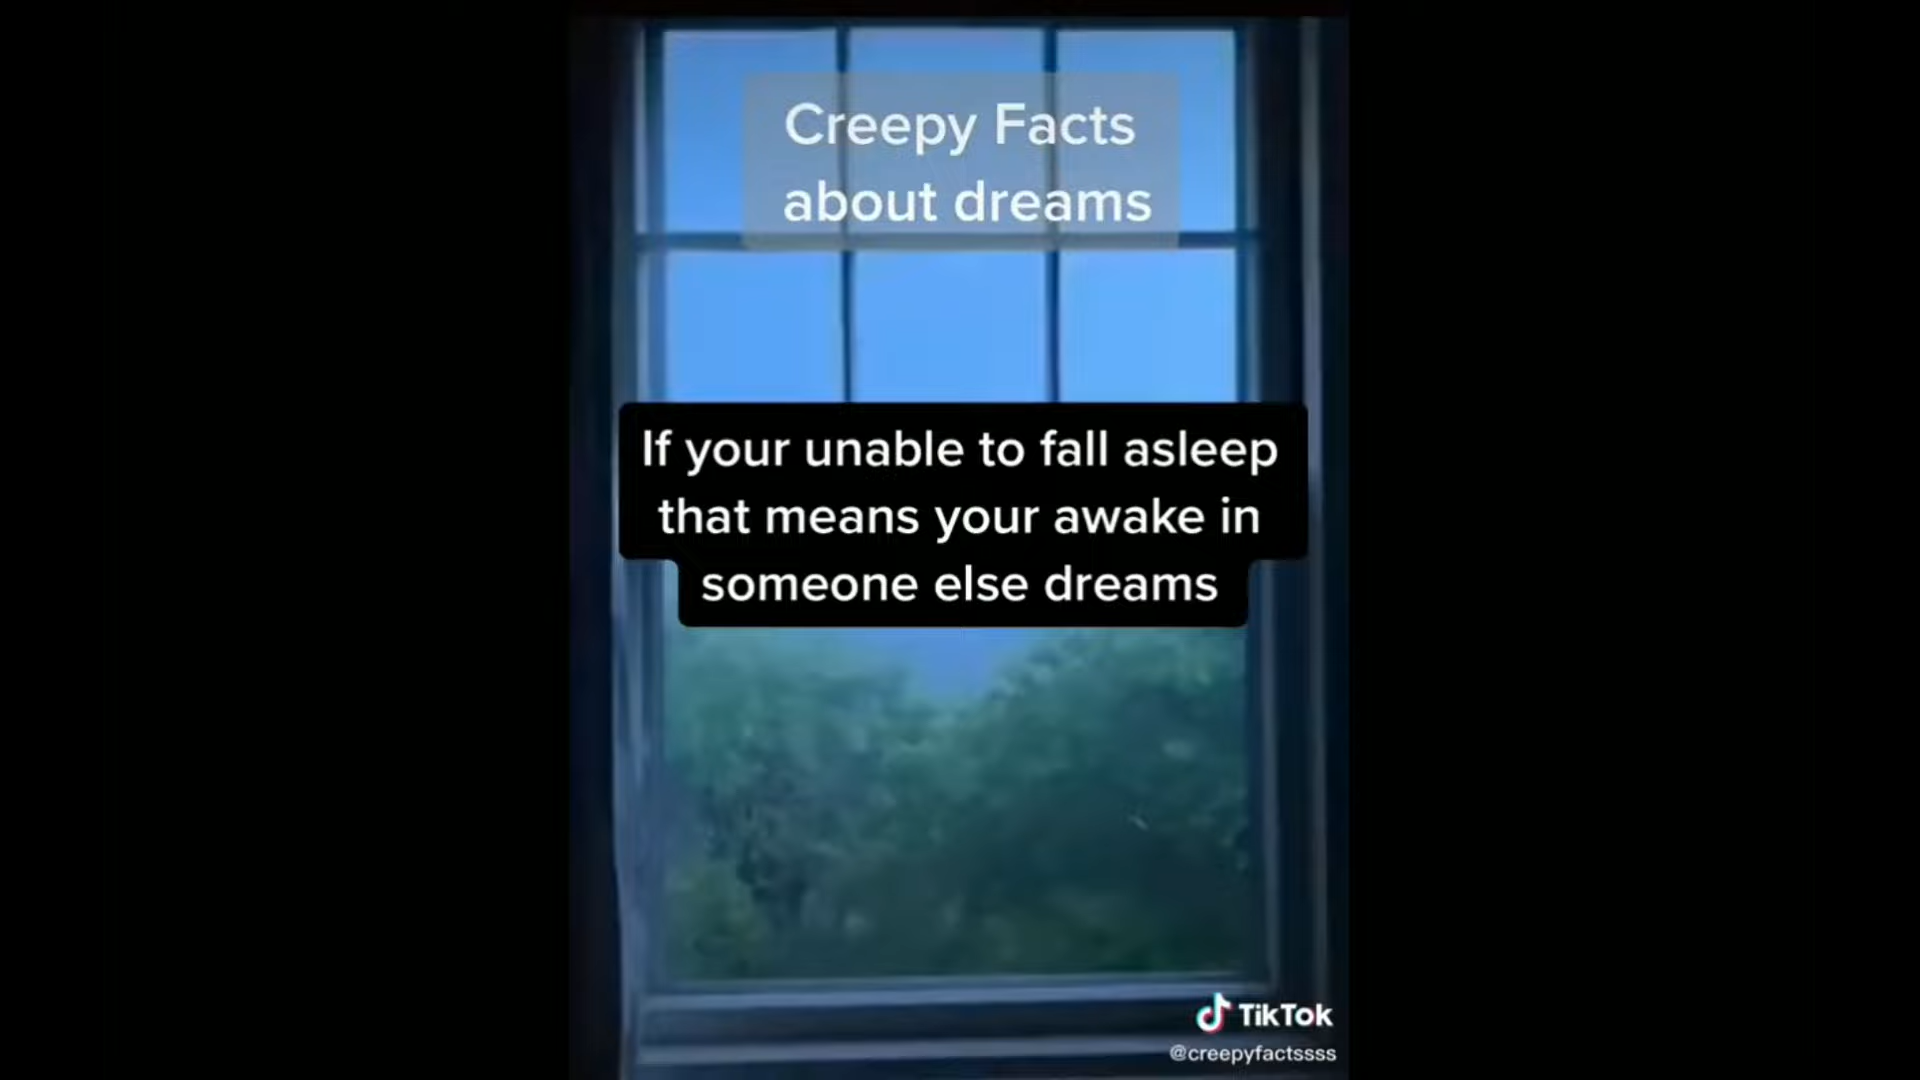 Creepy Facts
about dreams
If your unable to fall asleep
that means your awake in
someone else dreams
TikTok
@creepyfactssss